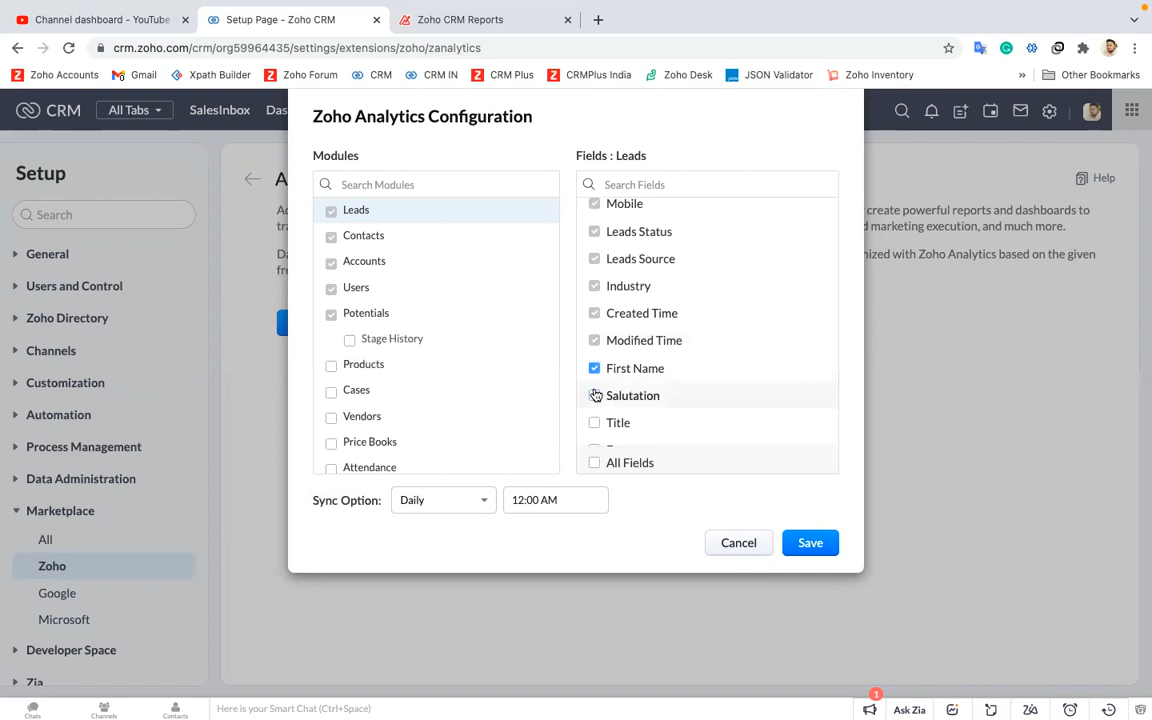 Channel dashboard - YouTube
Setup Page - Zoho CRM
Zoho CRM Reports
crm.zoho.com/crm/org59964435/settings/extensions/zoho/zanalytics
Zoho Accounts
Gmail
Xpath Builder
Zoho Forum
CRM
CRM IN
CRM Plus
CRMPlus India
Zoho Desk
JSON Validator
Zoho Inventory
»
Other Bookmarks
CRM
All Tabs
SalesInbox
Das
Setup
Search
General
Users and Control
Zoho Directory
Channels
Customization
Automation
Process Management
Data Administration
Marketplace
All
Zoho
Google
Microsoft
Developer Space
Zia
Help
create powerful reports and dashboards to
d marketing execution, and much more.
nized with Zoho Analytics based on the given
Zoho Analytics Configuration
Modules
Search Modules
Leads
Contacts
Accounts
Users
Potentials
Stage History
Products
Cases
Vendors
Price Books
Attendance
Fields : Leads
Search Fields
Mobile
Leads Status
Leads Source
Industry
Created Time
Modified Time
First Name
Salutation
Title
All Fields
Sync Option:
Daily
12:00 AM
Cancel
Save
Chats
Channels
Contacts
Here is your Smart Chat (Ctrl+Space)
1
Ask Zia